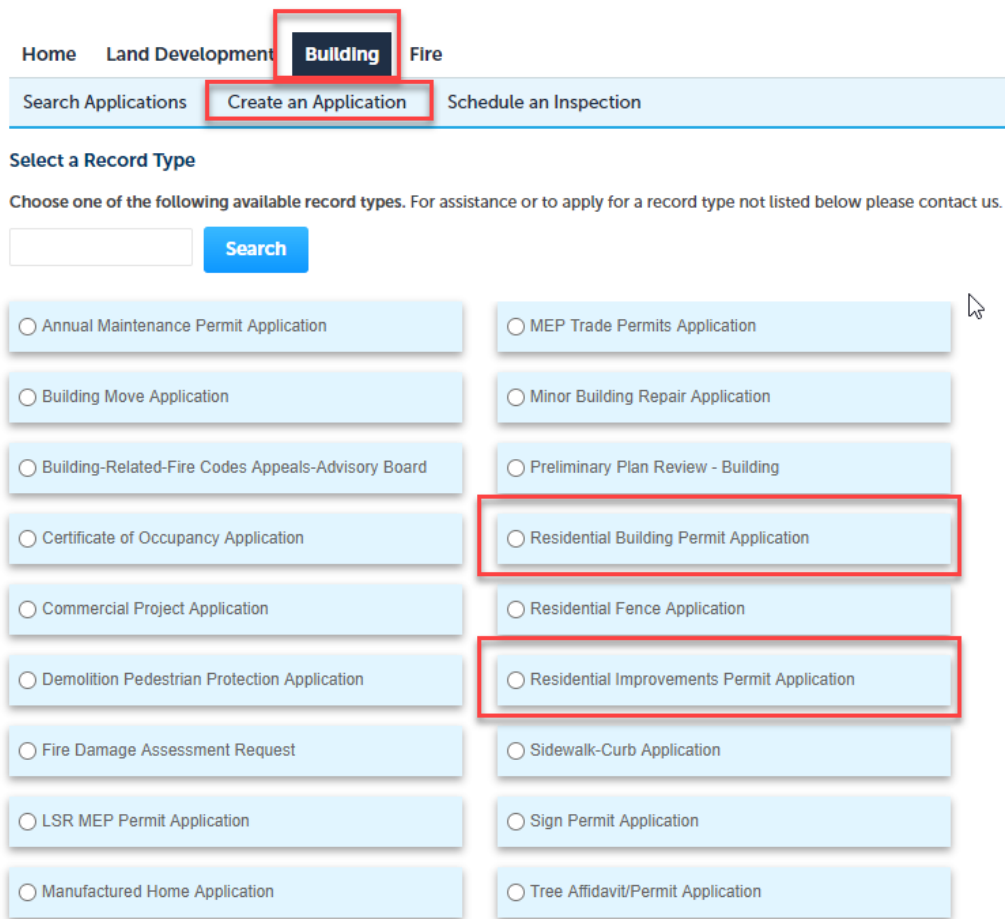 Home Land Development Building Fire
Search Applications Create an Application Schedule an Inspection
Select a Record Type
Choose one of the following available record types. For assistance or to apply for a record type not listed below please contact us.
Search
Annual Maintenance Permit Application
Building Move Application
Building-Related-Fire Codes Appeals-Advisory Board
Certificate of Occupancy Application
Commercial Project Application
Demolition Pedestrian Protection Application
Fire Damage Assessment Request
LSR MEP Permit Application
Manufactured Home Application
MEP Trade Permits Application
Minor Building Repair Application
Preliminary Plan Review - Building
Residential Building Permit Application
Residential Fence Application
Residential Improvements Permit Application
Sidewalk-Curb Application
Sign Permit Application
Tree Affidavit/Permit Application